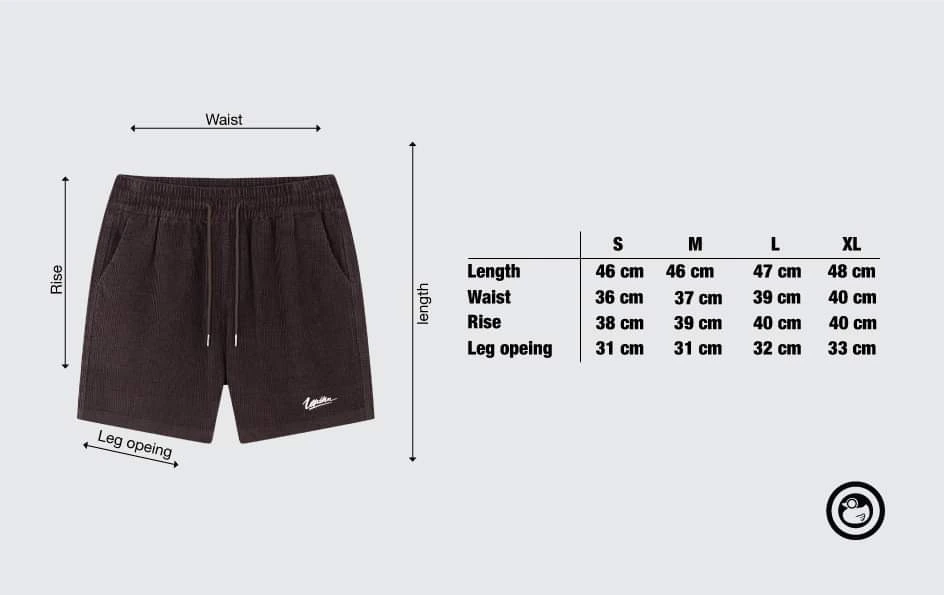 Waist
Rise
length
Leg opeing
S M L XL
Length 46 cm 46 cm 47 cm 48 cm
Waist 36 cm 37 cm 39 cm 40 cm
Rise 38 cm 39 cm 40 cm 40 cm
Leg opeing 31 cm 31 cm 32 cm 33 cm